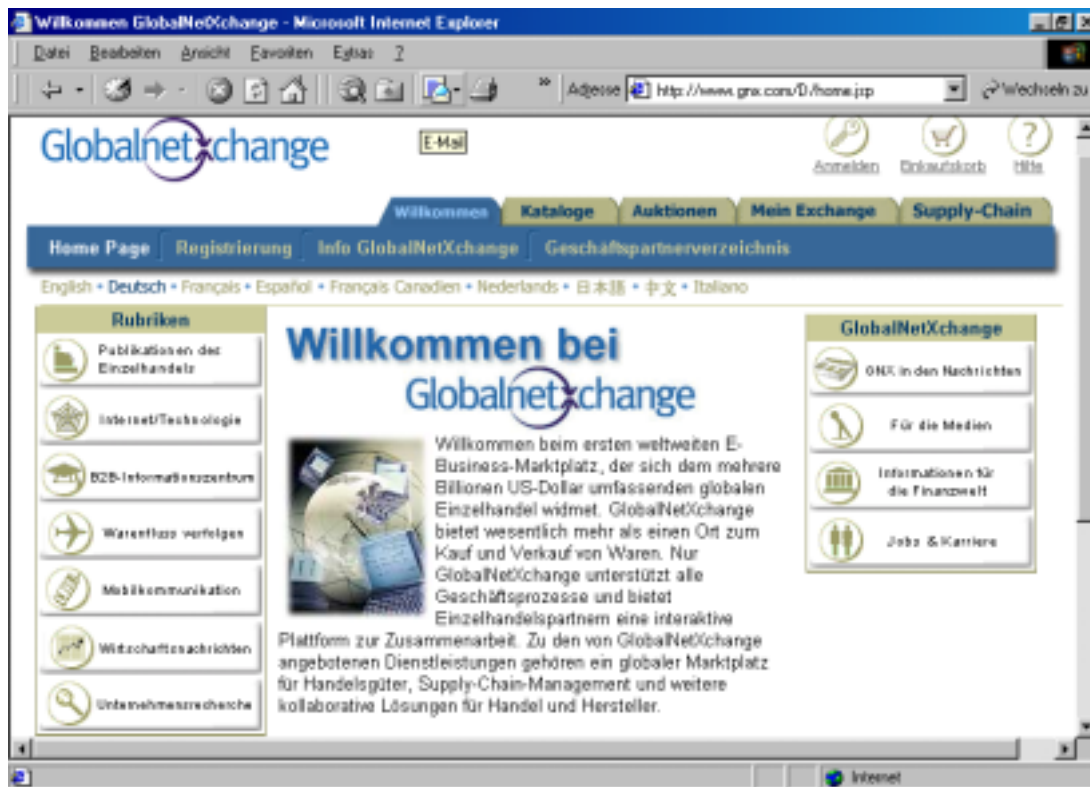 Willkommen GlobalNetXchange - Microsoft Internet Explorer
Datei Bearbeiten Ansicht Favoriten Extras ?
Adresse http://www.gnx.com/D/home.jsp Wechseln zu
Globalnetxchange
E-Mail
Anmelden Einkaufskorb Hilfe
Willkommen Kataloge Auktionen Mein Exchange Supply-Chain
Home Page Registrierung Info GlobalNetXchange Geschäftspartnerverzeichnis
English • Deutsch • Français • Español • Français Canadien • Nederlands • 日本語 • 中文 • Italiano
Rubriken
Publikationen des
Einzelhandels
Internet/Technologie
B2B-Informationszentrum
Warenfluss verfolgen
Mobilkommunikation
Wirtschaftsnachrichten
Unternehmensrecherche
Willkommen bei
Globalnetxchange
Willkommen beim ersten weltweiten E-
Business-Marktplatz, der sich dem mehrere
Billionen US-Dollar umfassenden globalen
Einzelhandel widmet. GlobalNetXchange
bietet wesentlich mehr als einen Ort zum
Kauf und Verkauf von Waren. Nur
GlobalNetXchange unterstützt alle
Geschäftsprozesse und bietet
Einzelhandelspartnern eine interaktive
Plattform zur Zusammenarbeit. Zu den von GlobalNetXchange
angebotenen Dienstleistungen gehören ein globaler Marktplatz
für Handelsgüter, Supply-Chain-Management und weitere
kollaborative Lösungen für Handel und Hersteller.
GlobalNetXchange
GNX in den Nachrichten
Für die Medien
Informationen für
die Finanzwelt
Jobs & Karriere
Internet